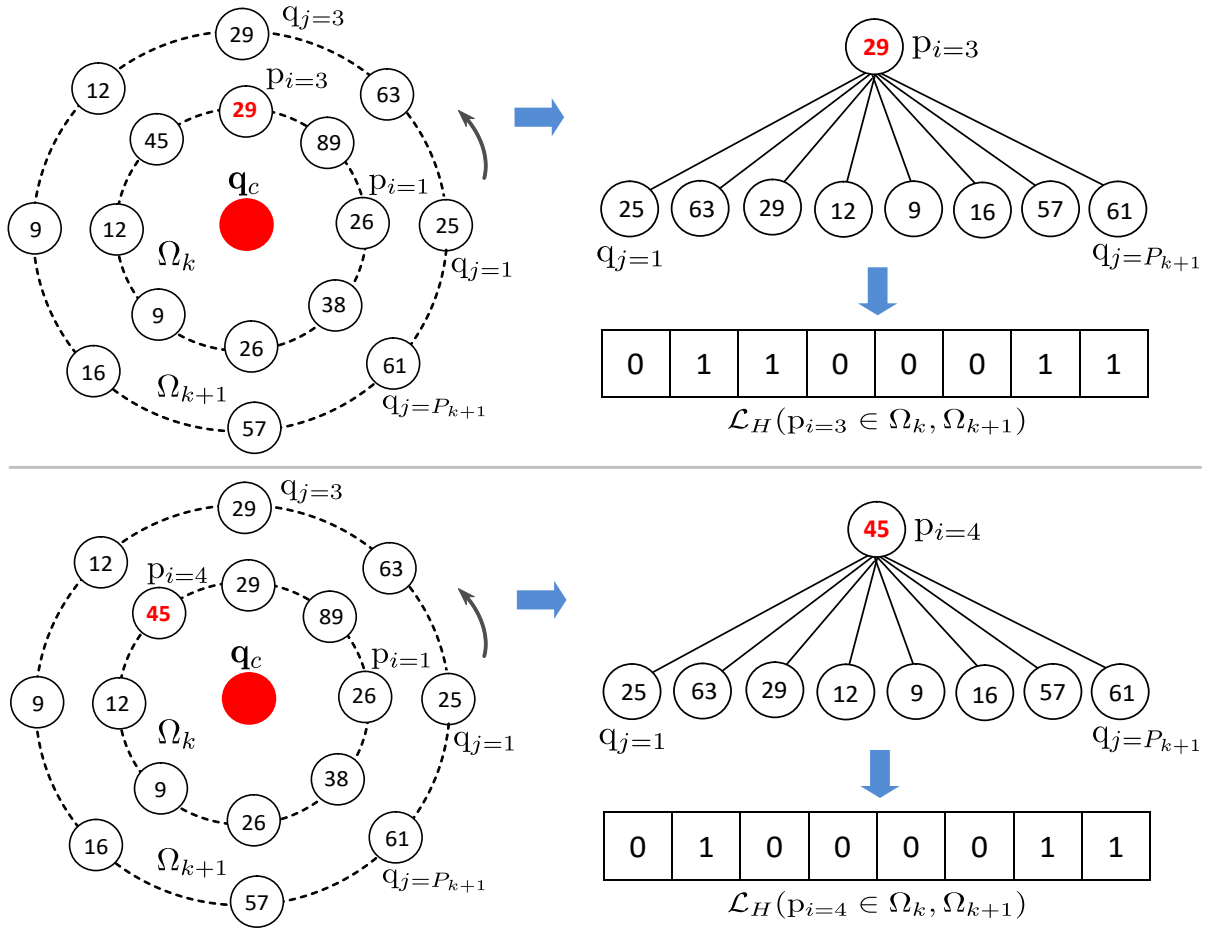 q_{j=3}
29
p_{i=3}
12
63
29
45
89
q_c
p_{i=1}
9
12
26
25
Ω_k
q_{j=1}
9
38
26
16
Ω_{k+1}
61
q_{j=P_{k+1}}
57
29 p_{i=3}
25 63 29 12 9 16 57 61
q_{j=1} q_{j=P_{k+1}}
0 1 1 0 0 0 1 1
ℒ_H(p_{i=3} ∈ Ω_k, Ω_{k+1})
q_{j=3}
29
12
63
p_{i=4}
29
45
89
q_c
p_{i=1}
9
12
26
25
Ω_k
q_{j=1}
9
38
26
16
Ω_{k+1}
61
q_{j=P_{k+1}}
57
45 p_{i=4}
25 63 29 12 9 16 57 61
q_{j=1} q_{j=P_{k+1}}
0 1 0 0 0 0 1 1
ℒ_H(p_{i=4} ∈ Ω_k, Ω_{k+1})